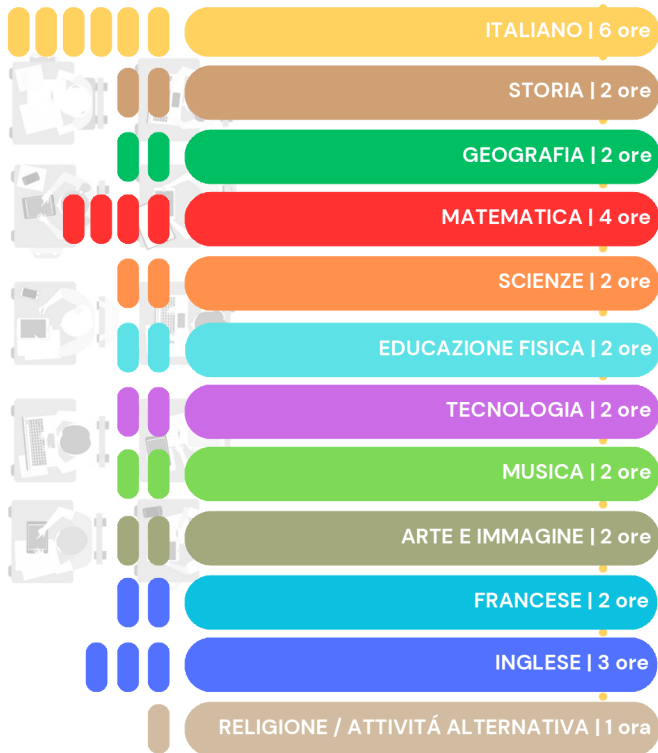 ITALIANO | 6 ore
STORIA | 2 ore
GEOGRAFIA | 2 ore
MATEMATICA | 4 ore
SCIENZE | 2 ore
EDUCAZIONE FISICA | 2 ore
TECNOLOGIA | 2 ore
MUSICA | 2 ore
ARTE E IMMAGINE | 2 ore
FRANCESE | 2 ore
INGLESE | 3 ore
RELIGIONE / ATTIVITÁ ALTERNATIVA | 1 ora